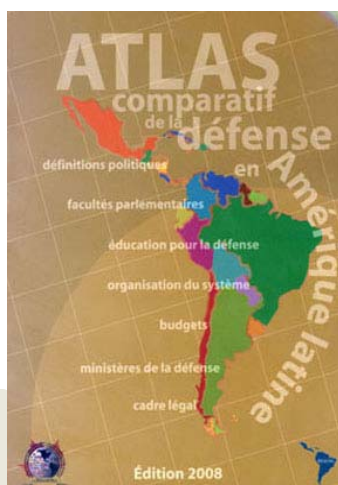 ATLAS
comparatif
de la
défense
en
Amérique latine
définitions politiques
facultés parlémentaires
éducation pour la défense
organisation du système
budgets
ministères de la défense
cadre légal
Édition 2008